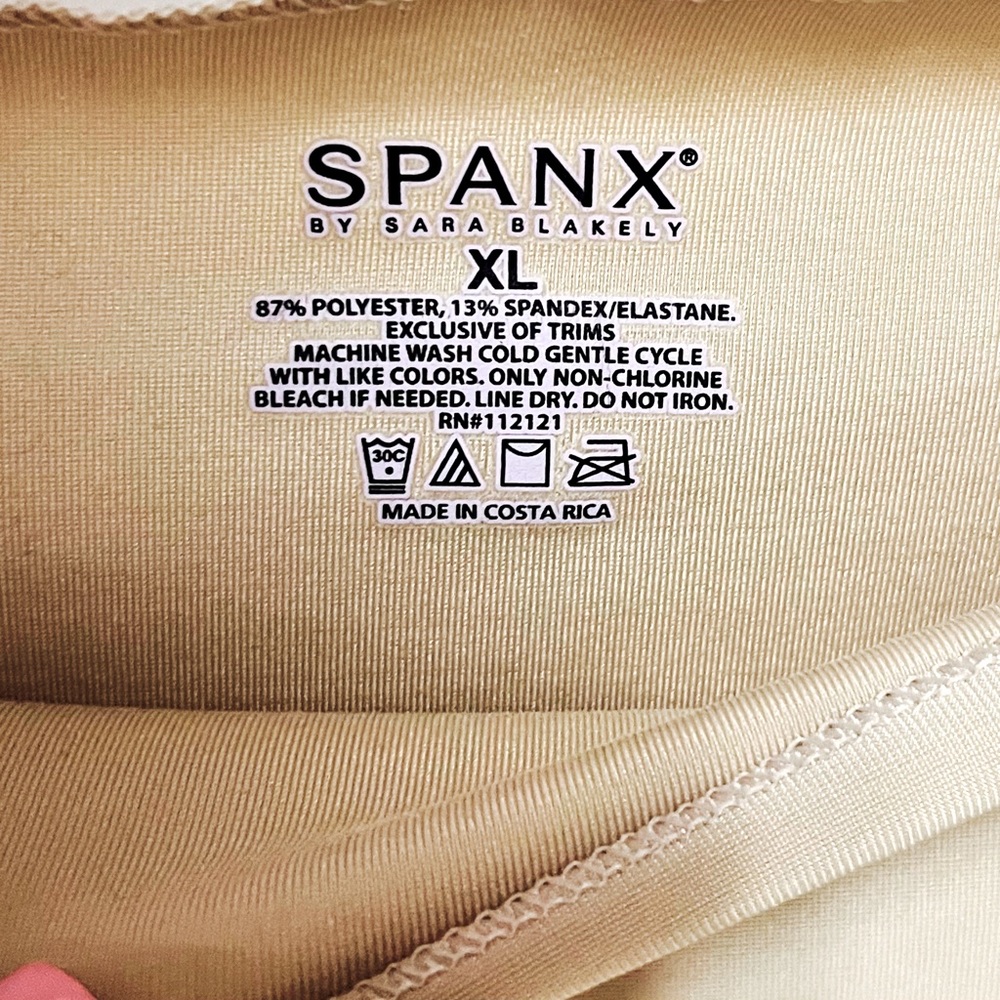 SPANX®
BY SARA BLAKELY
XL
87% POLYESTER, 13% SPANDEX/ELASTANE.
EXCLUSIVE OF TRIMS
MACHINE WASH COLD GENTLE CYCLE
WITH LIKE COLORS. ONLY NON-CHLORINE
BLEACH IF NEEDED. LINE DRY. DO NOT IRON.
RN#112121
30C
MADE IN COSTA RICA